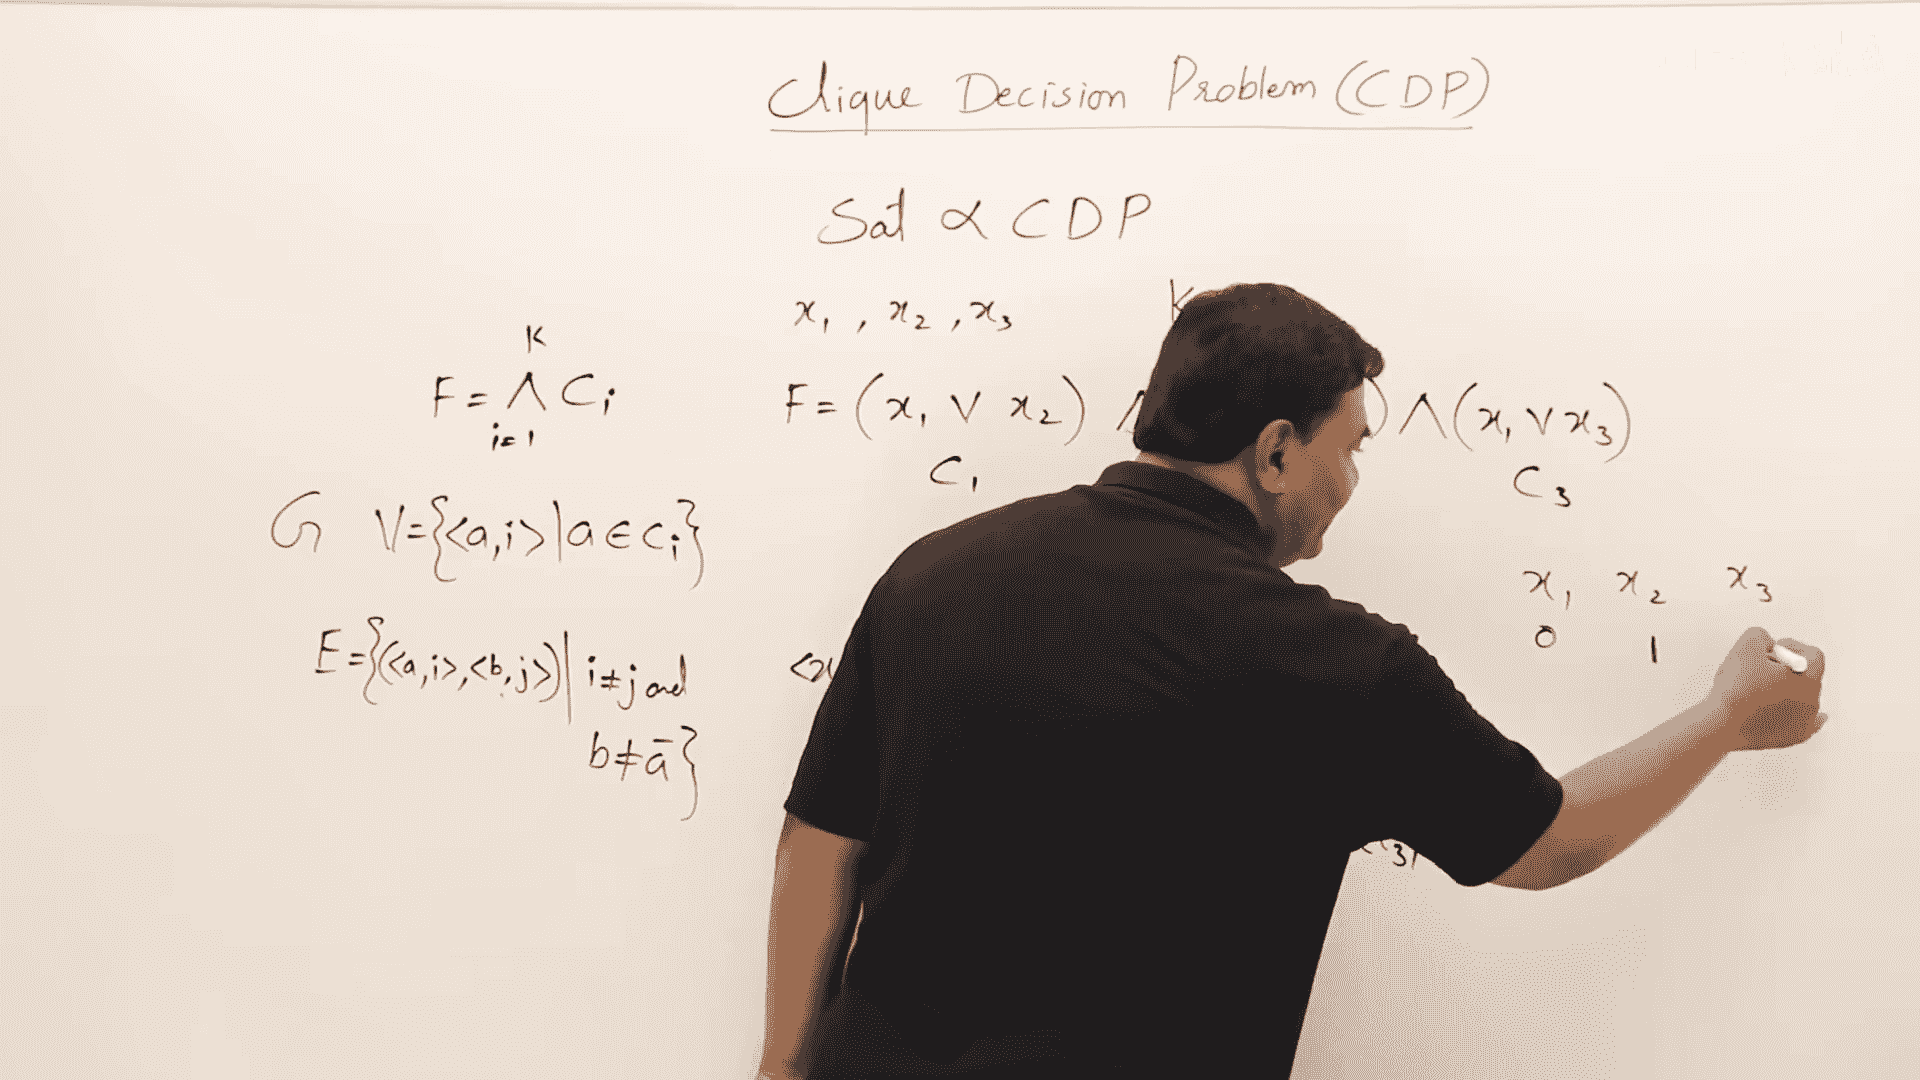 Clique Decision Problem (CDP)
Sat ∝ CDP
x₁ , x₂ , x₃
K
K
F = ∧ Cᵢ
i=1
F = (x₁ ∨ x₂) ∧ ) ∧ (x₁ ∨ x₃)
C₁
C₃
G V={<a,i>|a∈Cᵢ}
x₁ x₂ x₃
0 1
E={(<a,i>,<b,j>)| i≠j and
b≠ā}